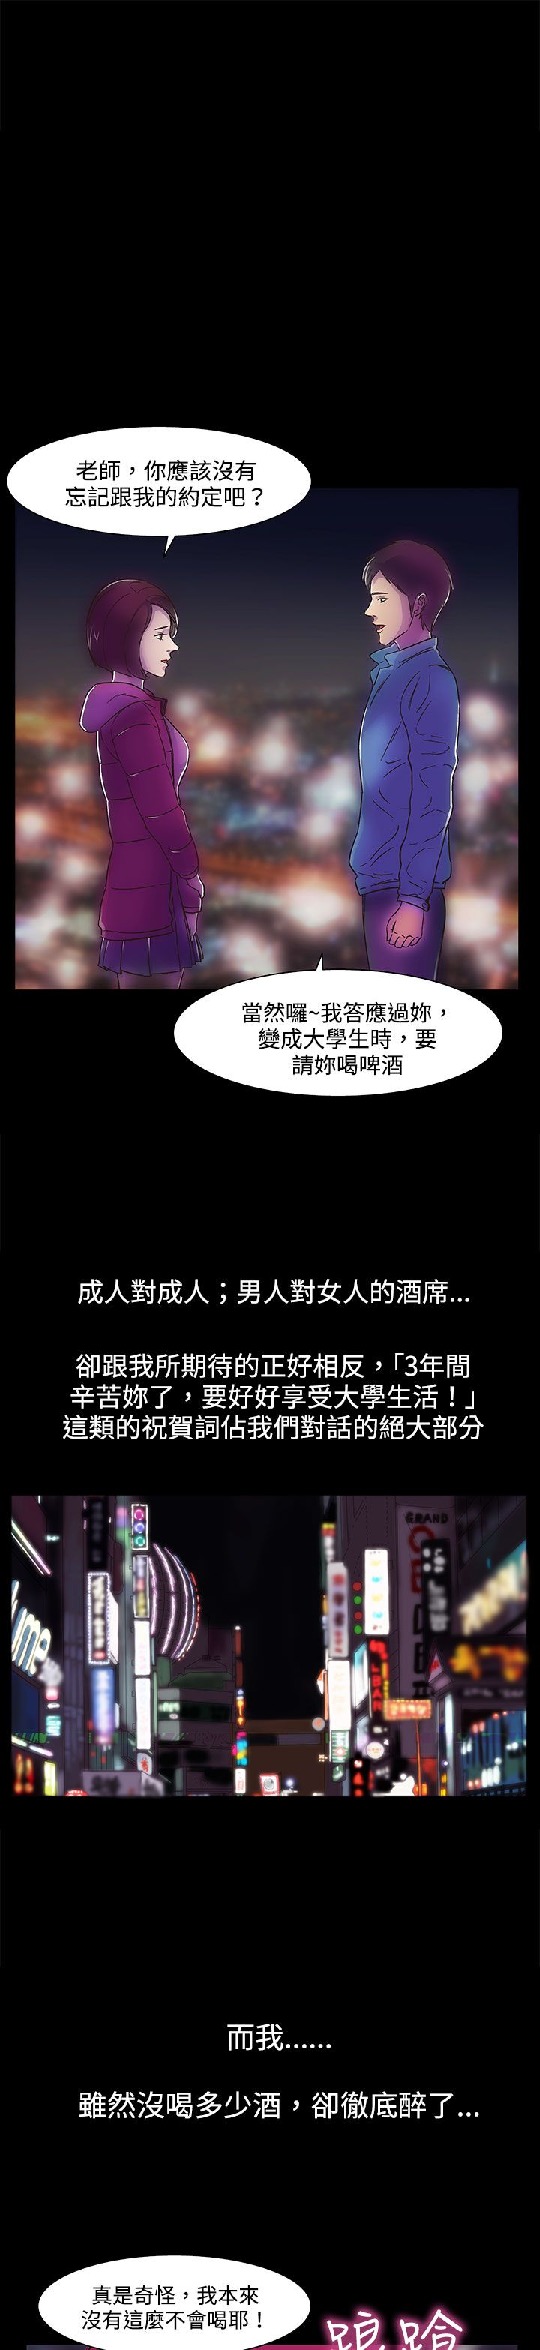 老師，你應該沒有
忘記跟我的約定吧？
當然囉~我答應過妳，
變成大學生時，要
請妳喝啤酒
成人對成人；男人對女人的酒席...
卻跟我所期待的正好相反，「3年間
辛苦妳了，要好好享受大學生活！」
這類的祝賀詞佔我們對話的絕大部分
GRAND
而我......
雖然沒喝多少酒，卻徹底醉了...
真是奇怪，我本來
沒有這麼不會喝耶！
踉蹌